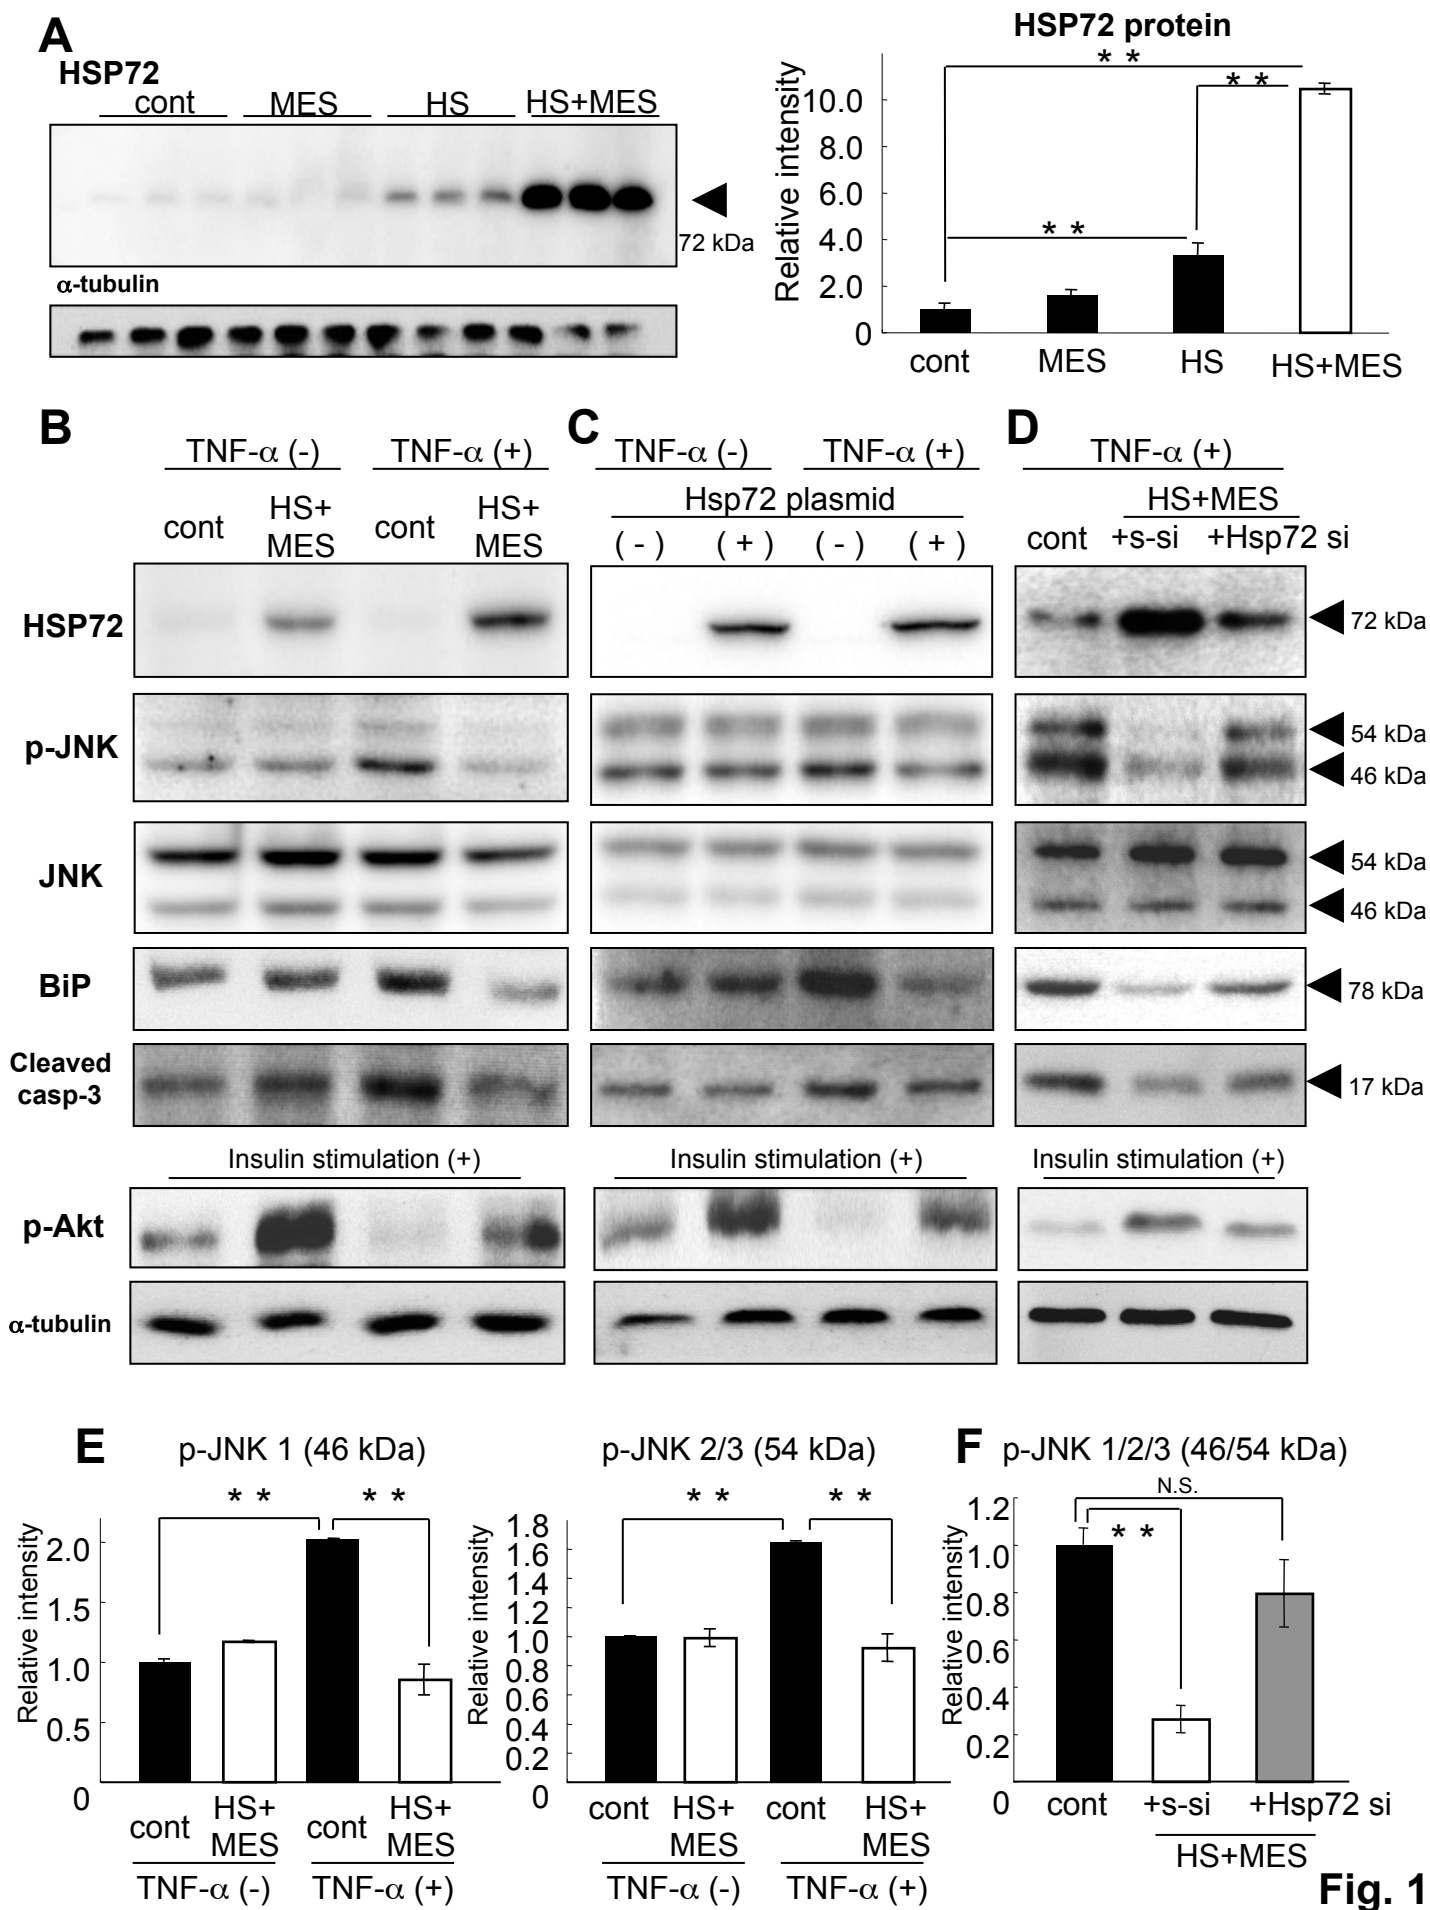 A
HSP72
cont MES HS HS+MES
72 kDa
α-tubulin
HSP72 protein
* *
* *
* *
Relative intensity
10.0
8.0
6.0
4.0
2.0
0
cont MES HS HS+MES
B
TNF-α (-) TNF-α (+)
cont HS+ MES cont HS+ MES
C
TNF-α (-) TNF-α (+)
Hsp72 plasmid
( - ) ( + ) ( - ) ( + )
D
TNF-α (+)
HS+MES
cont +s-si +Hsp72 si
HSP72
72 kDa
p-JNK
54 kDa
46 kDa
JNK
54 kDa
46 kDa
BiP
78 kDa
Cleaved
casp-3
17 kDa
Insulin stimulation (+) Insulin stimulation (+) Insulin stimulation (+)
p-Akt
α-tubulin
E
p-JNK 1 (46 kDa)
* * * *
Relative intensity
2.0
1.5
1.0
0.5
0
cont HS+ MES cont HS+ MES
TNF-α (-) TNF-α (+)
p-JNK 2/3 (54 kDa)
* * * *
Relative intensity
1.8
1.6
1.4
1.2
1.0
0.8
0.6
0.4
0.2
0
cont HS+ MES cont HS+ MES
TNF-α (-) TNF-α (+)
F
p-JNK 1/2/3 (46/54 kDa)
N.S.
* *
Relative intensity
1.2
1.0
0.8
0.6
0.4
0.2
0
cont +s-si +Hsp72 si
HS+MES
Fig. 1